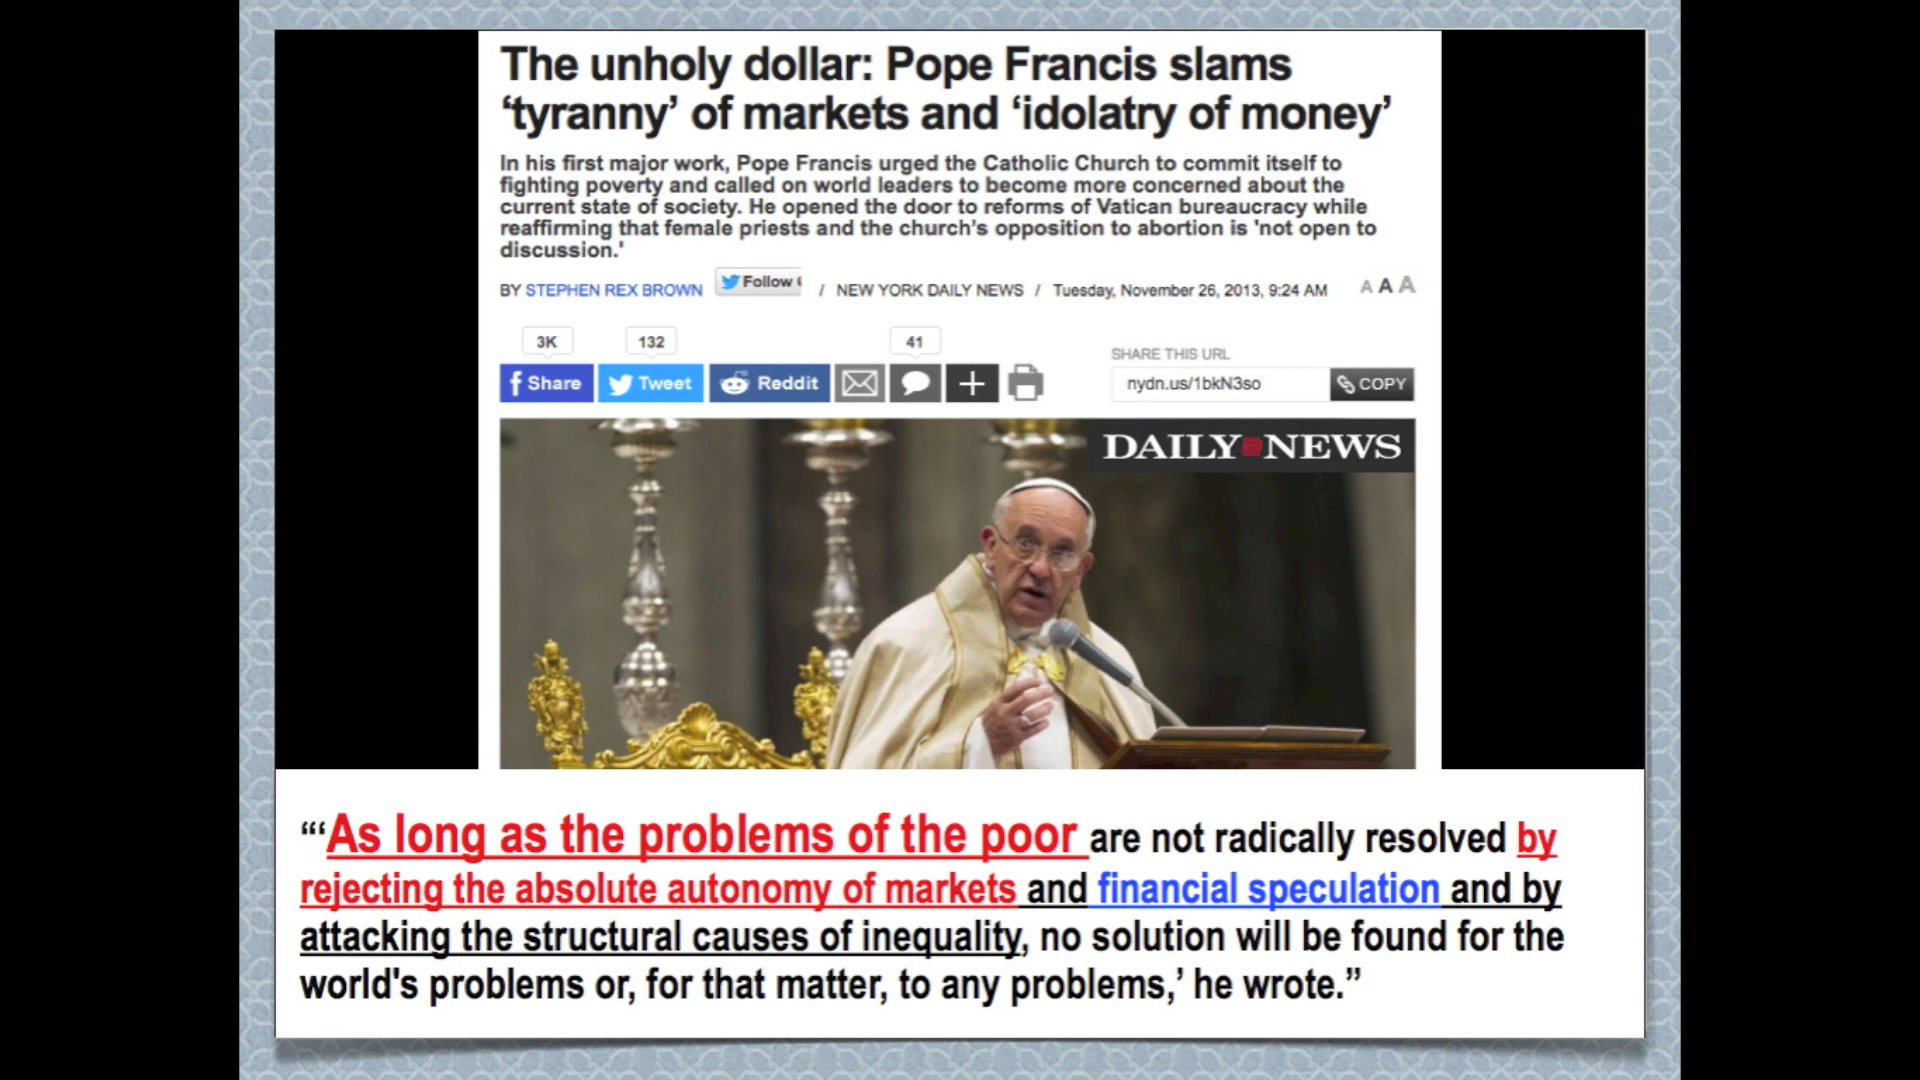 The unholy dollar: Pope Francis slams
‘tyranny’ of markets and ‘idolatry of money’
In his first major work, Pope Francis urged the Catholic Church to commit itself to
fighting poverty and called on world leaders to become more concerned about the
current state of society. He opened the door to reforms of Vatican bureaucracy while
reaffirming that female priests and the church's opposition to abortion is 'not open to
discussion.'
BY STEPHEN REX BROWN Follow / NEW YORK DAILY NEWS / Tuesday, November 26, 2013, 9:24 AM A A A
3K 132 41
SHARE THIS URL
f Share Tweet Reddit + nydn.us/1bkN3so COPY
DAILY NEWS
“‘As long as the problems of the poor are not radically resolved by
rejecting the absolute autonomy of markets and financial speculation and by
attacking the structural causes of inequality, no solution will be found for the
world's problems or, for that matter, to any problems,’ he wrote.”